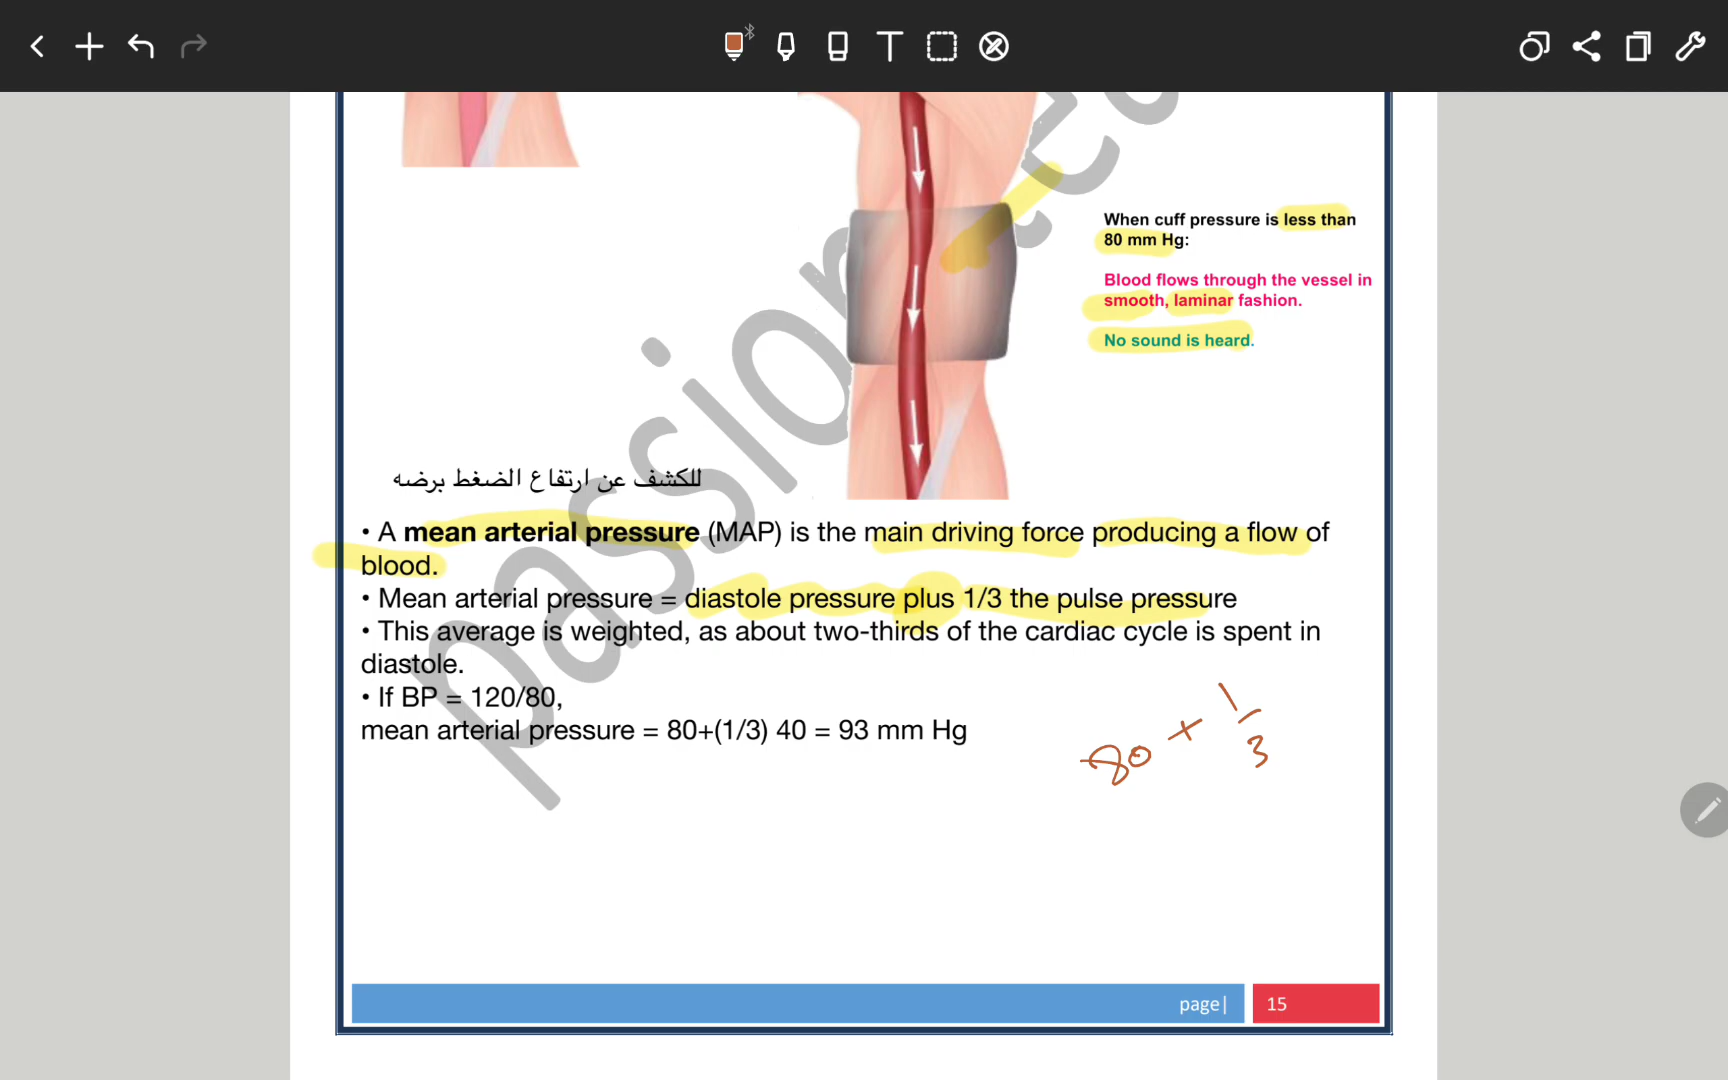 When cuff pressure is less than
80 mm Hg:
Blood flows through the vessel in
smooth, laminar fashion.
No sound is heard.
للكشف عن ارتفاع الضغط برضه
• A mean arterial pressure (MAP) is the main driving force producing a flow of
blood.
• Mean arterial pressure = diastole pressure plus 1/3 the pulse pressure
• This average is weighted, as about two-thirds of the cardiac cycle is spent in
diastole.
• If BP = 120/80,
mean arterial pressure = 80+(1/3) 40 = 93 mm Hg
80 + 1/3
page| 15